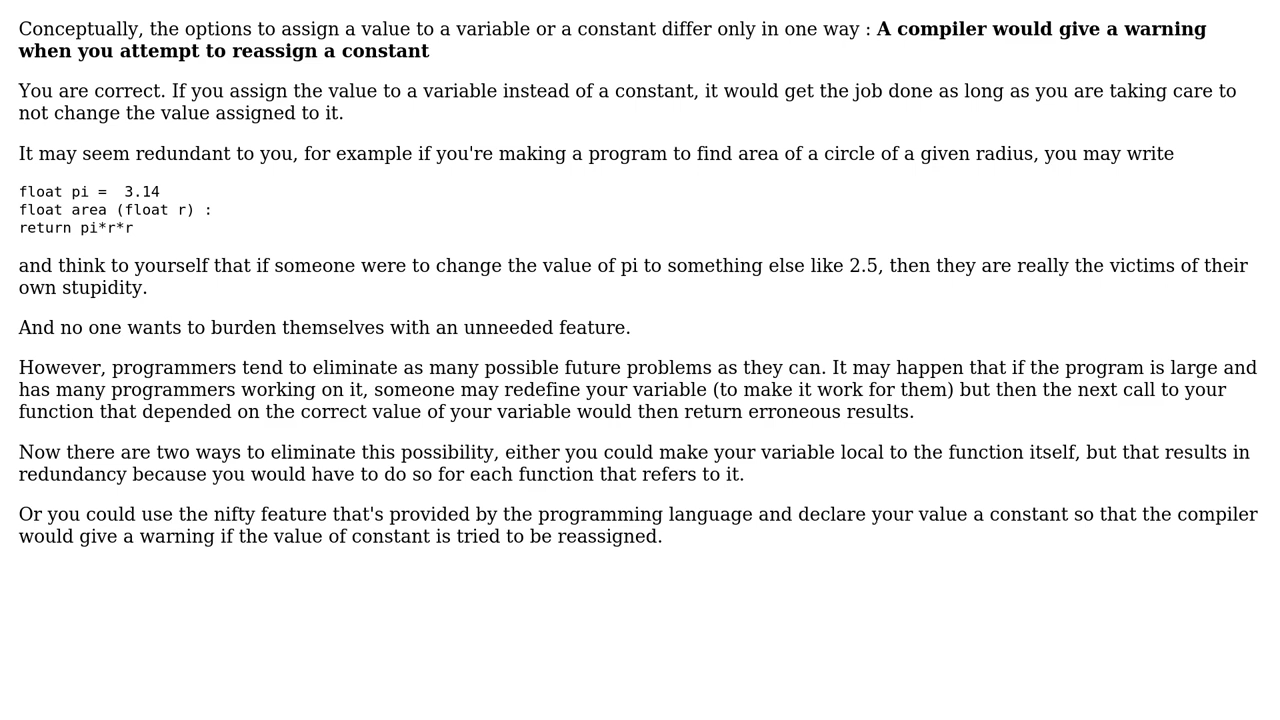 Conceptually, the options to assign a value to a variable or a constant differ only in one way : A compiler would give a warning
when you attempt to reassign a constant
You are correct. If you assign the value to a variable instead of a constant, it would get the job done as long as you are taking care to
not change the value assigned to it.
It may seem redundant to you, for example if you're making a program to find area of a circle of a given radius, you may write
float pi =  3.14
float area (float r) :
return pi*r*r
and think to yourself that if someone were to change the value of pi to something else like 2.5, then they are really the victims of their
own stupidity.
And no one wants to burden themselves with an unneeded feature.
However, programmers tend to eliminate as many possible future problems as they can. It may happen that if the program is large and
has many programmers working on it, someone may redefine your variable (to make it work for them) but then the next call to your
function that depended on the correct value of your variable would then return erroneous results.
Now there are two ways to eliminate this possibility, either you could make your variable local to the function itself, but that results in
redundancy because you would have to do so for each function that refers to it.
Or you could use the nifty feature that's provided by the programming language and declare your value a constant so that the compiler
would give a warning if the value of constant is tried to be reassigned.